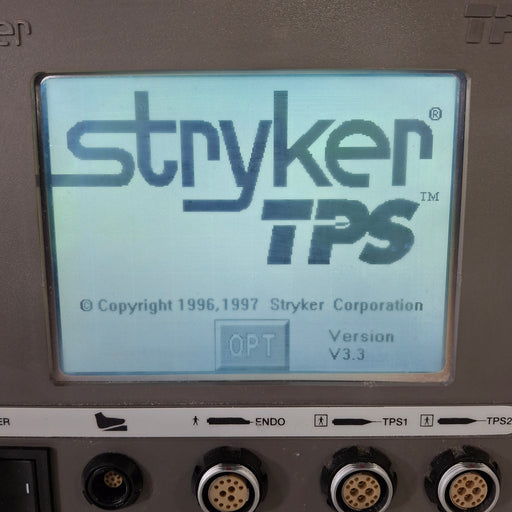 stryker®
TPS™
© Copyright 1996,1997 Stryker Corporation
OPT
Version
V3.3
ENDO
TPS1
TPS2